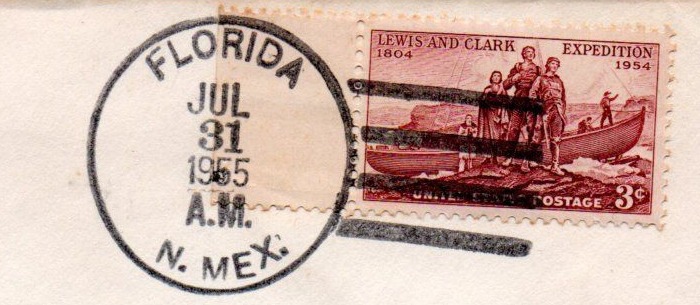 FLORIDA
JUL
31
1955
A.M.
N. MEX.
LEWIS AND CLARK EXPEDITION
1804 1954
UNITED STATES POSTAGE 3¢